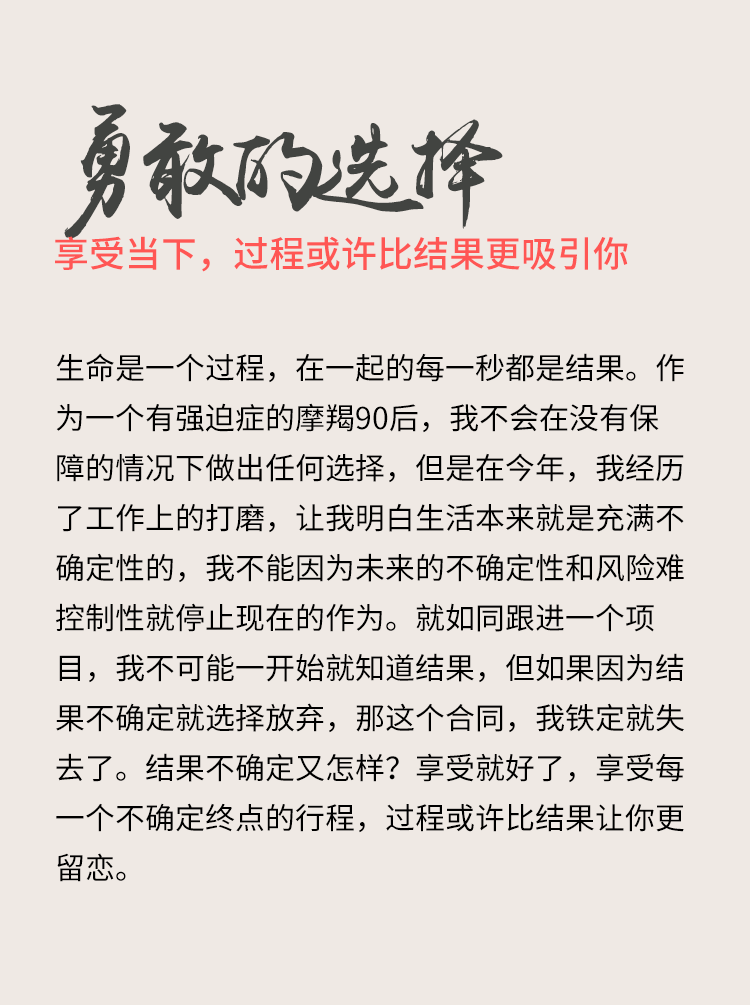 勇敢的选择
享受当下，过程或许比结果更吸引你
生命是一个过程，在一起的每一秒都是结果。作
为一个有强迫症的摩羯90后，我不会在没有保
障的情况下做出任何选择，但是在今年，我经历
了工作上的打磨，让我明白生活本来就是充满不
确定性的，我不能因为未来的不确定性和风险难
控制性就停止现在的作为。就如同跟进一个项
目，我不可能一开始就知道结果，但如果因为结
果不确定就选择放弃，那这个合同，我铁定就失
去了。结果不确定又怎样？享受就好了，享受每
一个不确定终点的行程，过程或许比结果让你更
留恋。